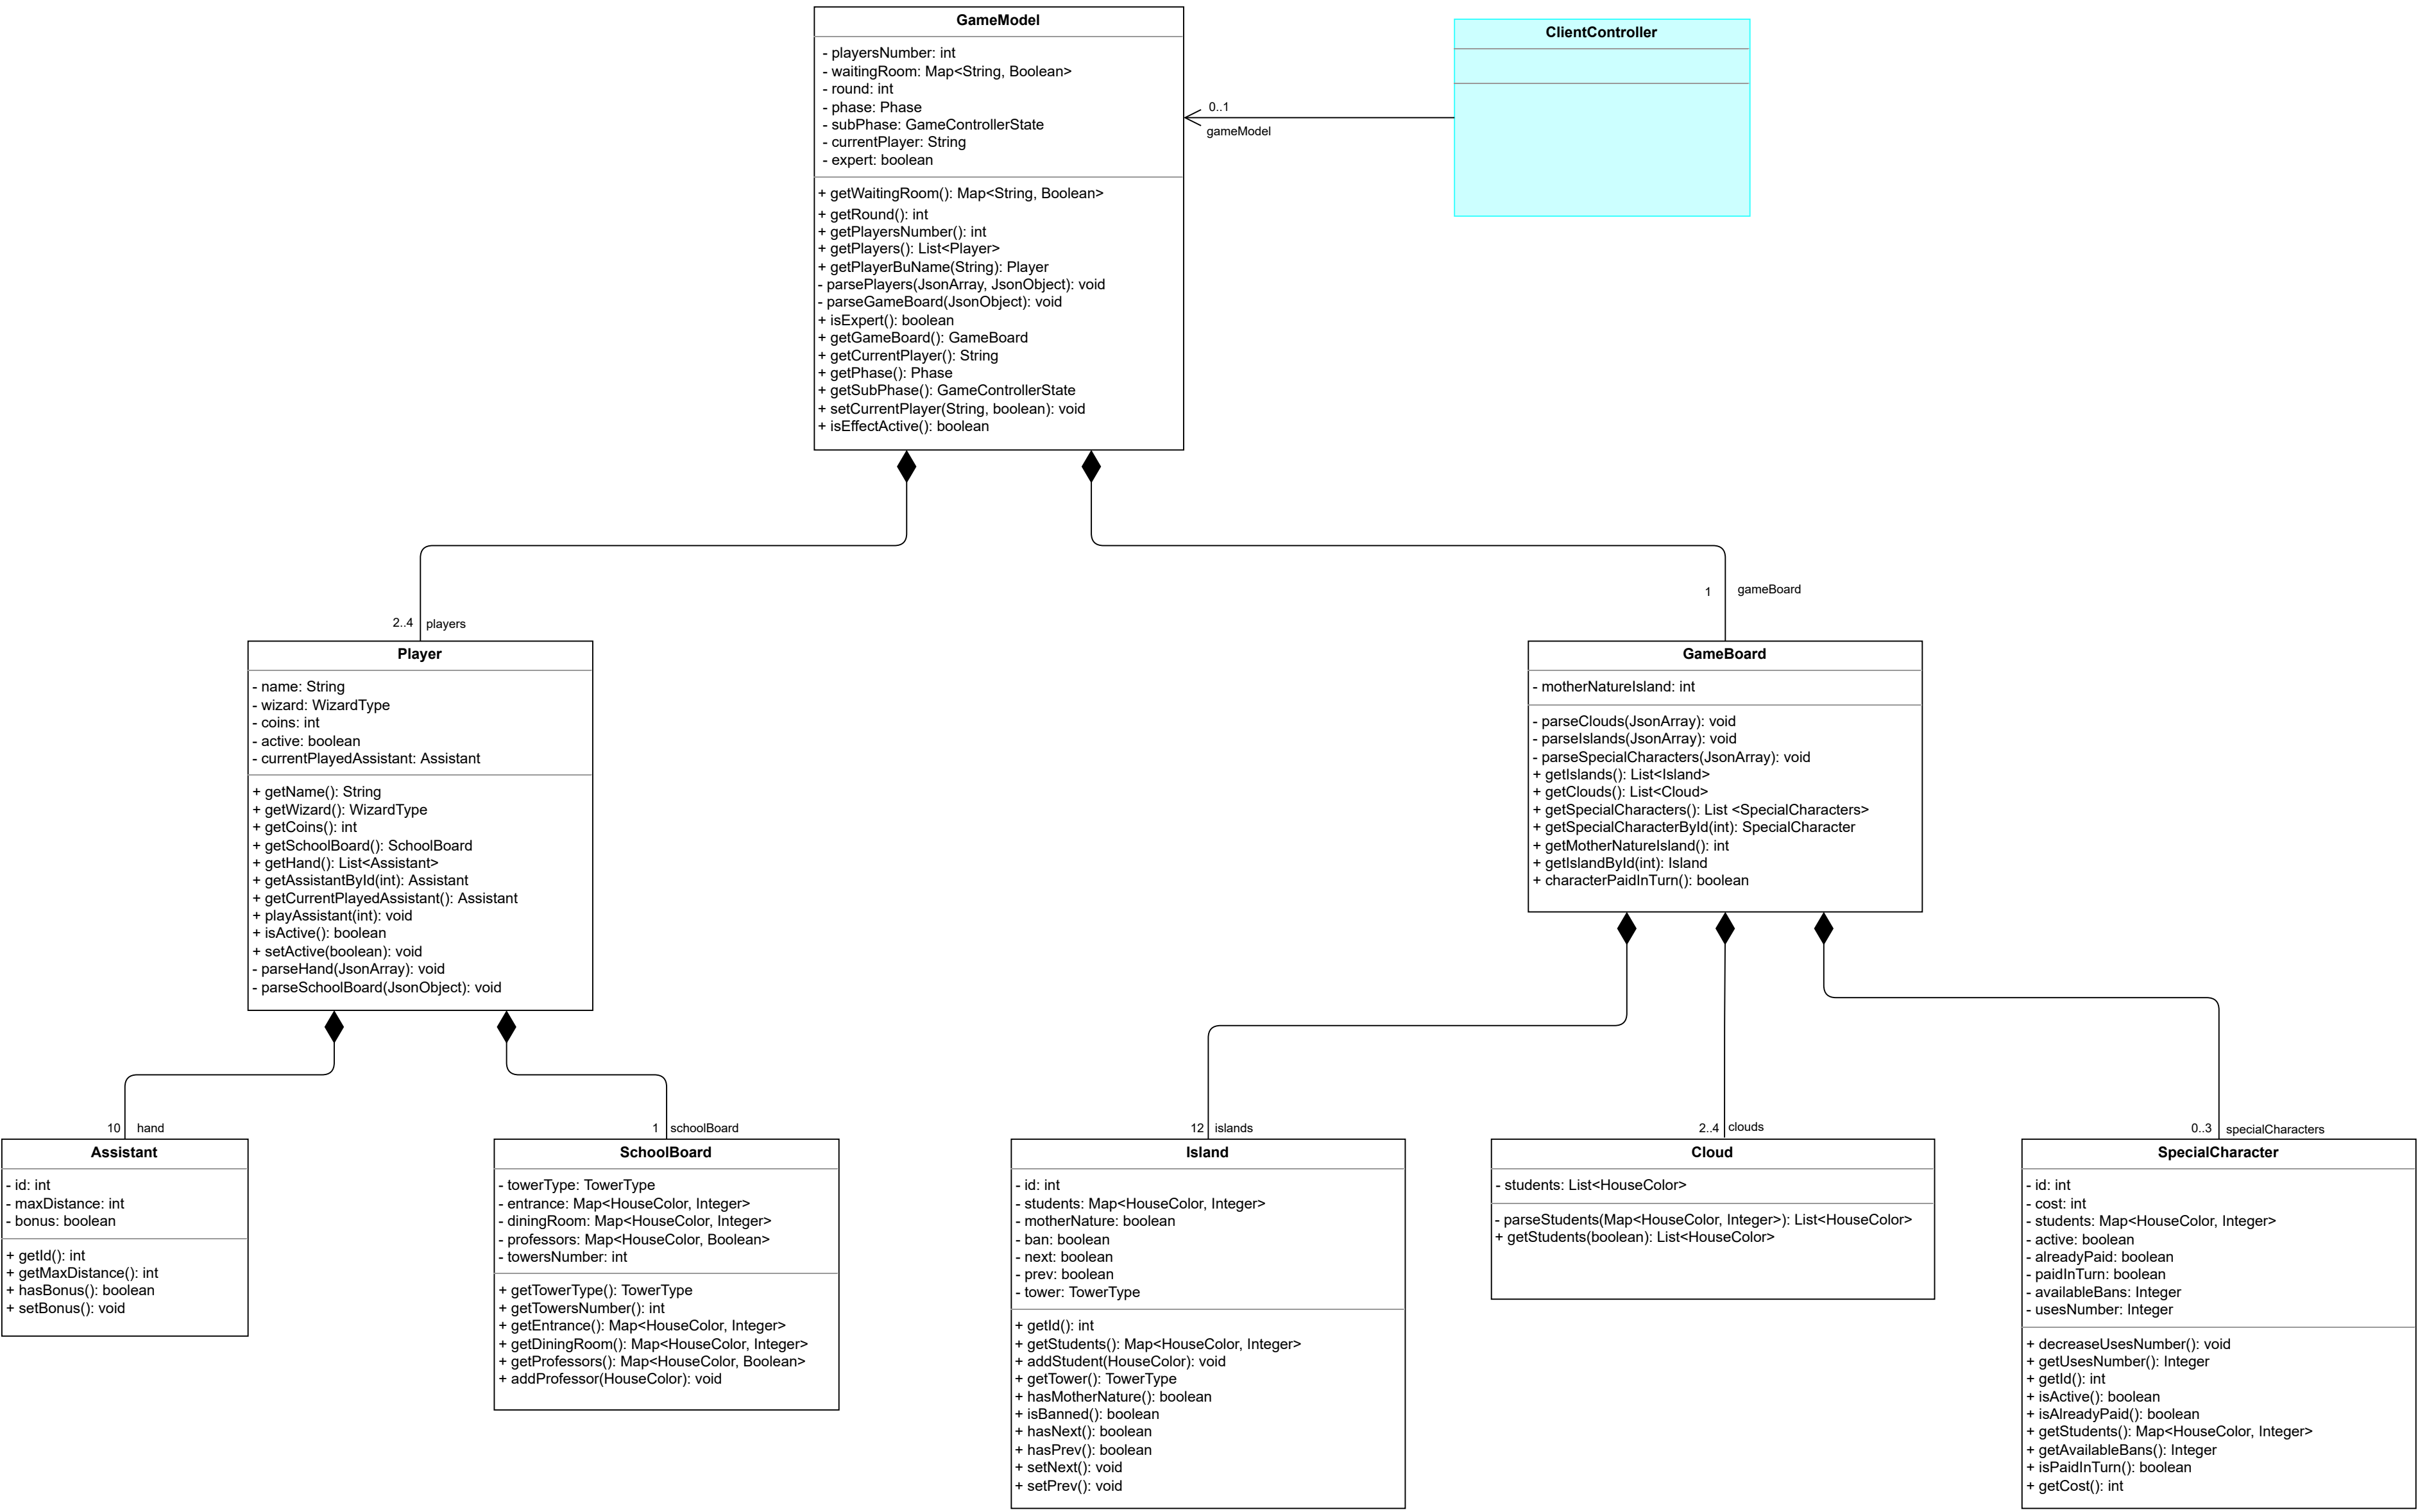 GameModel
- playersNumber: int
- waitingRoom: Map<String, Boolean>
- round: int
- phase: Phase
- subPhase: GameControllerState
- currentPlayer: String
- expert: boolean
+ getWaitingRoom(): Map<String, Boolean>
+ getRound(): int
+ getPlayersNumber(): int
+ getPlayers(): List<Player>
+ getPlayerBuName(String): Player
- parsePlayers(JsonArray, JsonObject): void
- parseGameBoard(JsonObject): void
+ isExpert(): boolean
+ getGameBoard(): GameBoard
+ getCurrentPlayer(): String
+ getPhase(): Phase
+ getSubPhase(): GameControllerState
+ setCurrentPlayer(String, boolean): void
+ isEffectActive(): boolean
ClientController
0..1
gameModel
2..4 players
1 gameBoard
Player
- name: String
- wizard: WizardType
- coins: int
- active: boolean
- currentPlayedAssistant: Assistant
+ getName(): String
+ getWizard(): WizardType
+ getCoins(): int
+ getSchoolBoard(): SchoolBoard
+ getHand(): List<Assistant>
+ getAssistantById(int): Assistant
+ getCurrentPlayedAssistant(): Assistant
+ playAssistant(int): void
+ isActive(): boolean
+ setActive(boolean): void
- parseHand(JsonArray): void
- parseSchoolBoard(JsonObject): void
GameBoard
- motherNatureIsland: int
- parseClouds(JsonArray): void
- parseIslands(JsonArray): void
- parseSpecialCharacters(JsonArray): void
+ getIslands(): List<Island>
+ getClouds(): List<Cloud>
+ getSpecialCharacters(): List <SpecialCharacters>
+ getSpecialCharacterById(int): SpecialCharacter
+ getMotherNatureIsland(): int
+ getIslandById(int): Island
+ characterPaidInTurn(): boolean
10 hand
1 schoolBoard
12 islands
2..4 clouds
0..3 specialCharacters
Assistant
- id: int
- maxDistance: int
- bonus: boolean
+ getId(): int
+ getMaxDistance(): int
+ hasBonus(): boolean
+ setBonus(): void
SchoolBoard
- towerType: TowerType
- entrance: Map<HouseColor, Integer>
- diningRoom: Map<HouseColor, Integer>
- professors: Map<HouseColor, Boolean>
- towersNumber: int
+ getTowerType(): TowerType
+ getTowersNumber(): int
+ getEntrance(): Map<HouseColor, Integer>
+ getDiningRoom(): Map<HouseColor, Integer>
+ getProfessors(): Map<HouseColor, Boolean>
+ addProfessor(HouseColor): void
Island
- id: int
- students: Map<HouseColor, Integer>
- motherNature: boolean
- ban: boolean
- next: boolean
- prev: boolean
- tower: TowerType
+ getId(): int
+ getStudents(): Map<HouseColor, Integer>
+ addStudent(HouseColor): void
+ getTower(): TowerType
+ hasMotherNature(): boolean
+ isBanned(): boolean
+ hasNext(): boolean
+ hasPrev(): boolean
+ setNext(): void
+ setPrev(): void
Cloud
- students: List<HouseColor>
- parseStudents(Map<HouseColor, Integer>): List<HouseColor>
+ getStudents(boolean): List<HouseColor>
SpecialCharacter
- id: int
- cost: int
- students: Map<HouseColor, Integer>
- active: boolean
- alreadyPaid: boolean
- paidInTurn: boolean
- availableBans: Integer
- usesNumber: Integer
+ decreaseUsesNumber(): void
+ getUsesNumber(): Integer
+ getId(): int
+ isActive(): boolean
+ isAlreadyPaid(): boolean
+ getStudents(): Map<HouseColor, Integer>
+ getAvailableBans(): Integer
+ isPaidInTurn(): boolean
+ getCost(): int